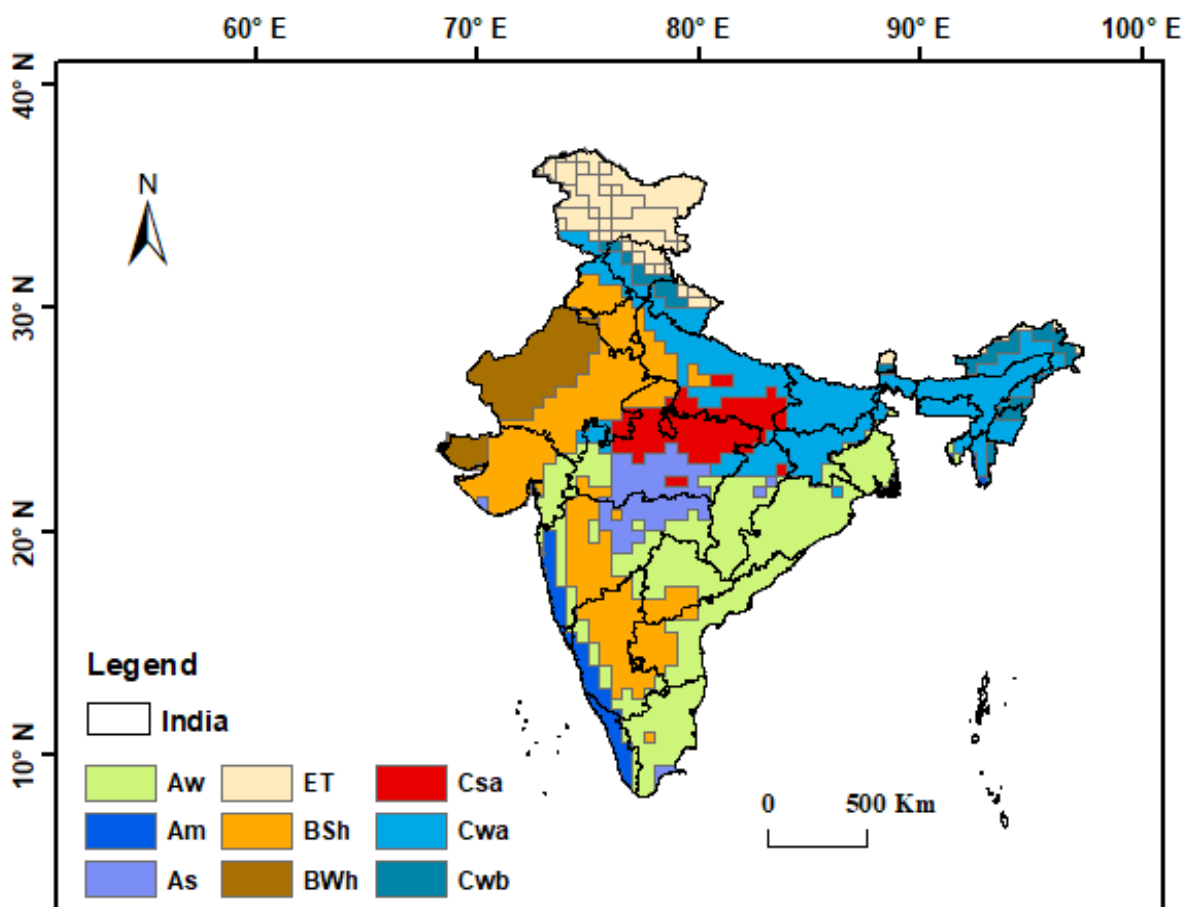 60° E 70° E 80° E 90° E 100° E
40° N
N
30° N
20° N
10° N
Legend
India
Aw ET Csa
Am BSh Cwa
As BWh Cwb
0 500 Km